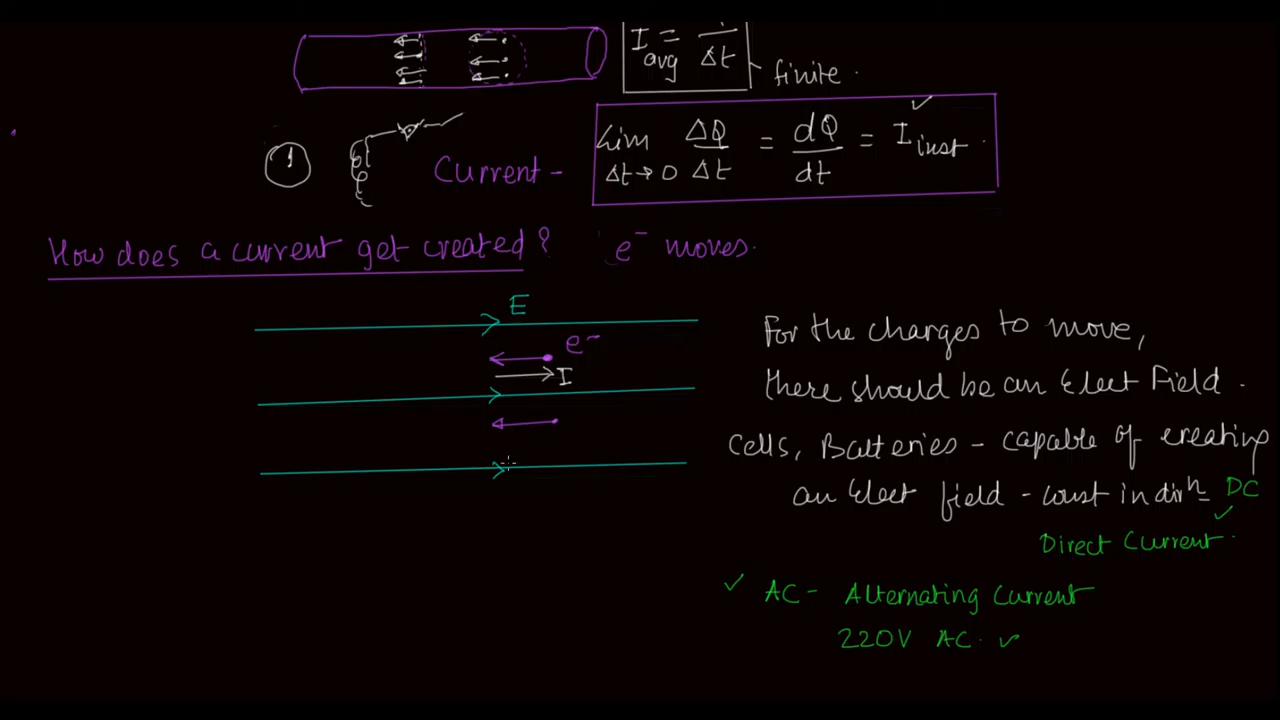 I avg = / Δt
finite.
1
Current - Lim Δt→0 ΔQ/Δt = dQ/dt = I inst.
How does a current get created? e⁻ moves.
E
e⁻
I
For the charges to move,
there should be an Elect Field.
Cells, Batteries - capable of creating
an Elect field - const in dirⁿ DC
Direct Current.
AC - Alternating Current
220V AC.